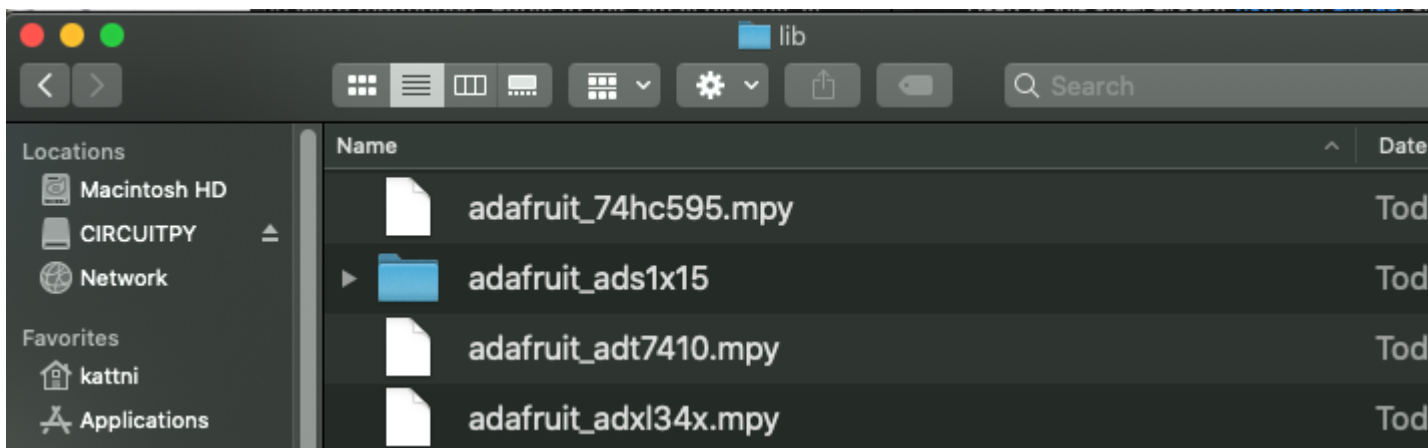 lib
Search
Locations
Macintosh HD
CIRCUITPY
Network
Favorites
kattni
Applications
Name
Date
adafruit_74hc595.mpy
Tod
adafruit_ads1x15
Tod
adafruit_adt7410.mpy
Tod
adafruit_adxl34x.mpy
Tod